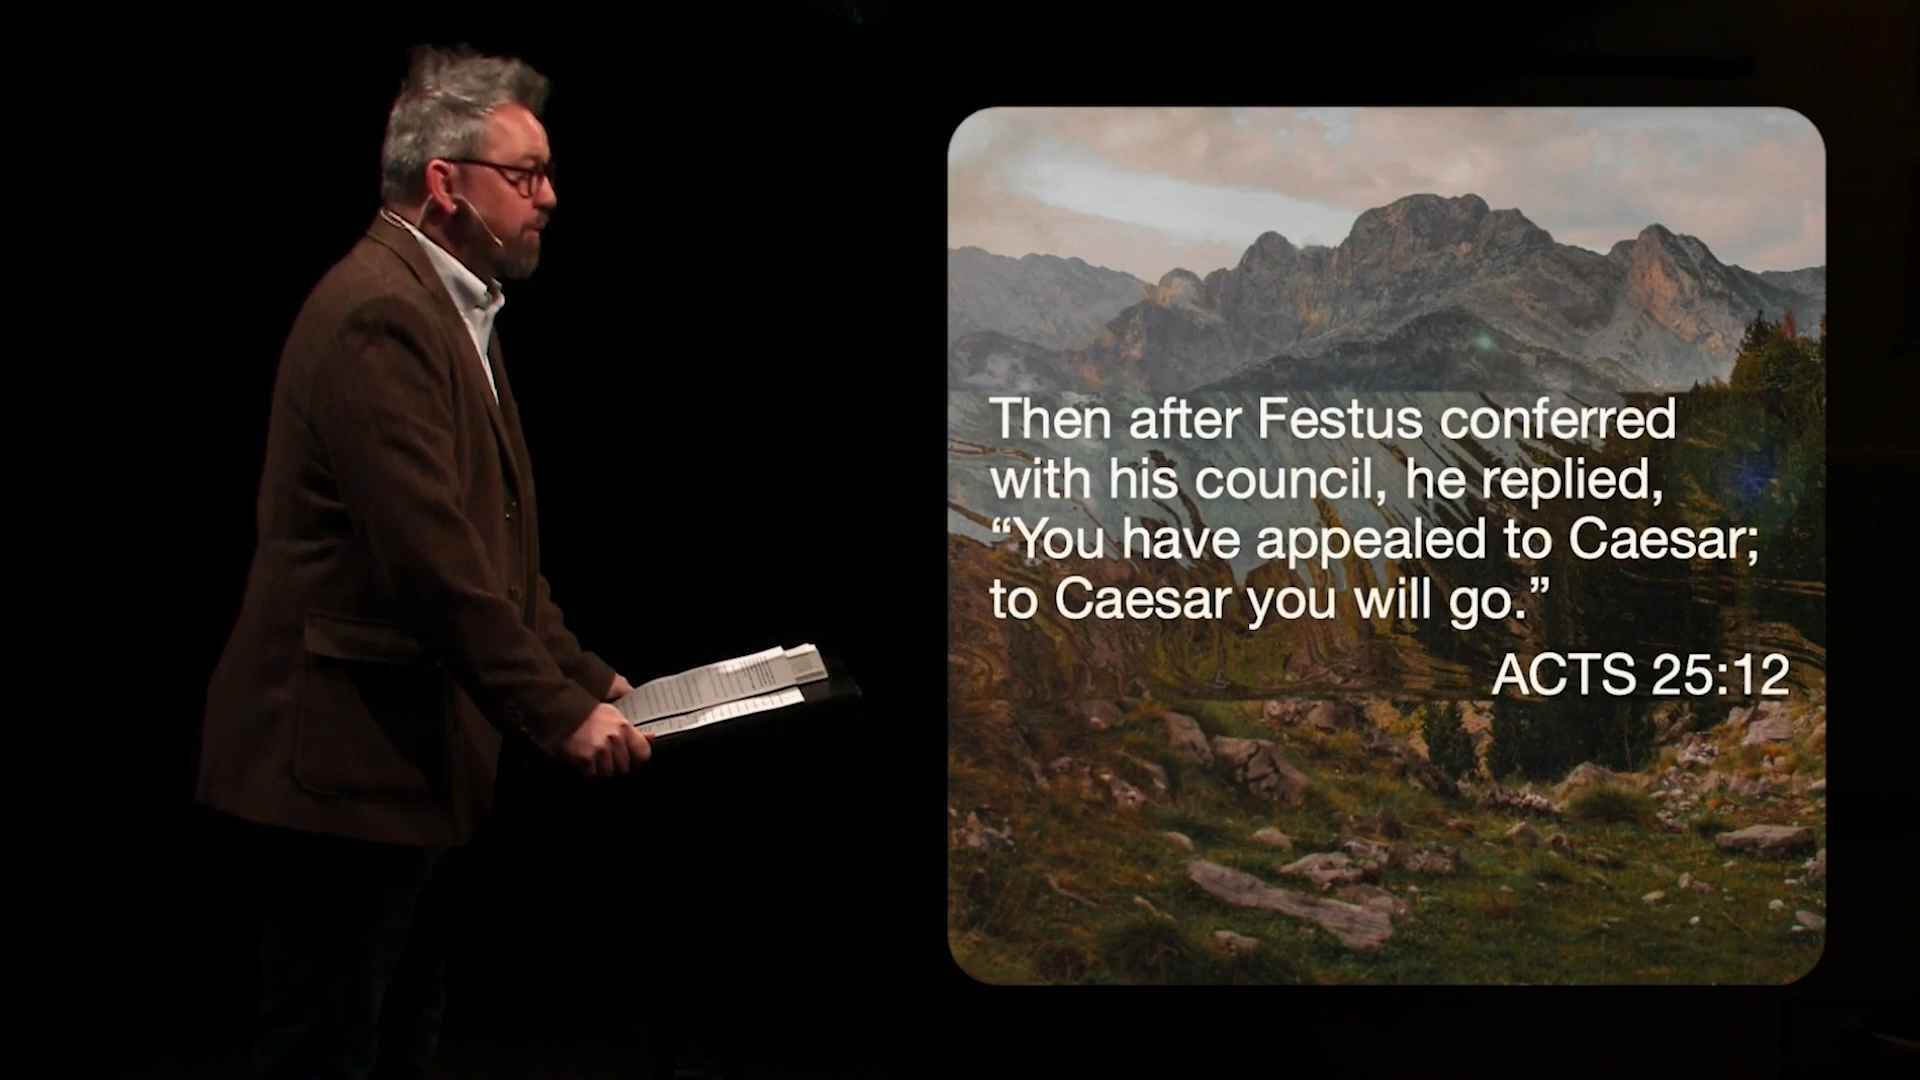 Then after Festus conferred
with his council, he replied,
“You have appealed to Caesar;
to Caesar you will go.”
ACTS 25:12